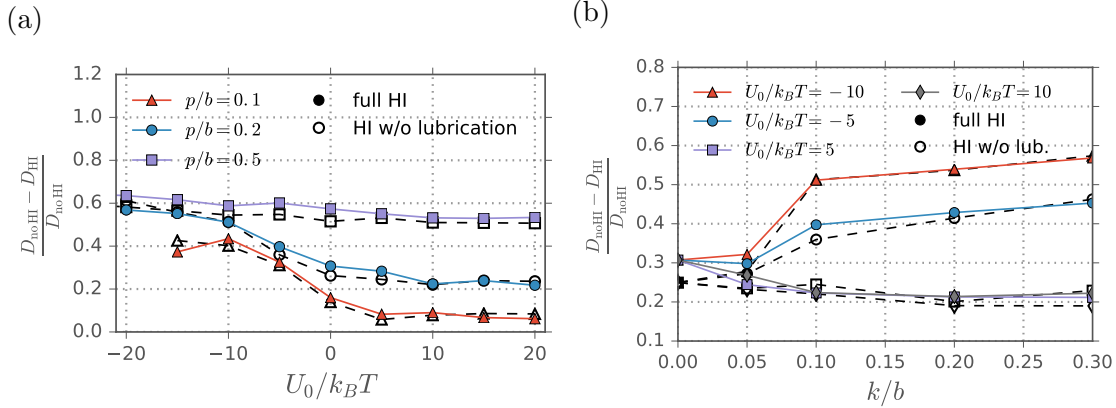 (a)
1.2
1.0
0.8
0.6
0.4
0.2
0.0
D_noHI − D_HI
D_noHI
p/b = 0.1
p/b = 0.2
p/b = 0.5
full HI
HI w/o lubrication
−20 −10 0 10 20
U_0/k_BT
(b)
0.8
0.7
0.6
0.5
0.4
0.3
0.2
0.1
D_noHI − D_HI
D_noHI
U_0/k_BT = −10
U_0/k_BT = −5
U_0/k_BT = 5
U_0/k_BT = 10
full HI
HI w/o lub.
0.00 0.05 0.10 0.15 0.20 0.25 0.30
k/b